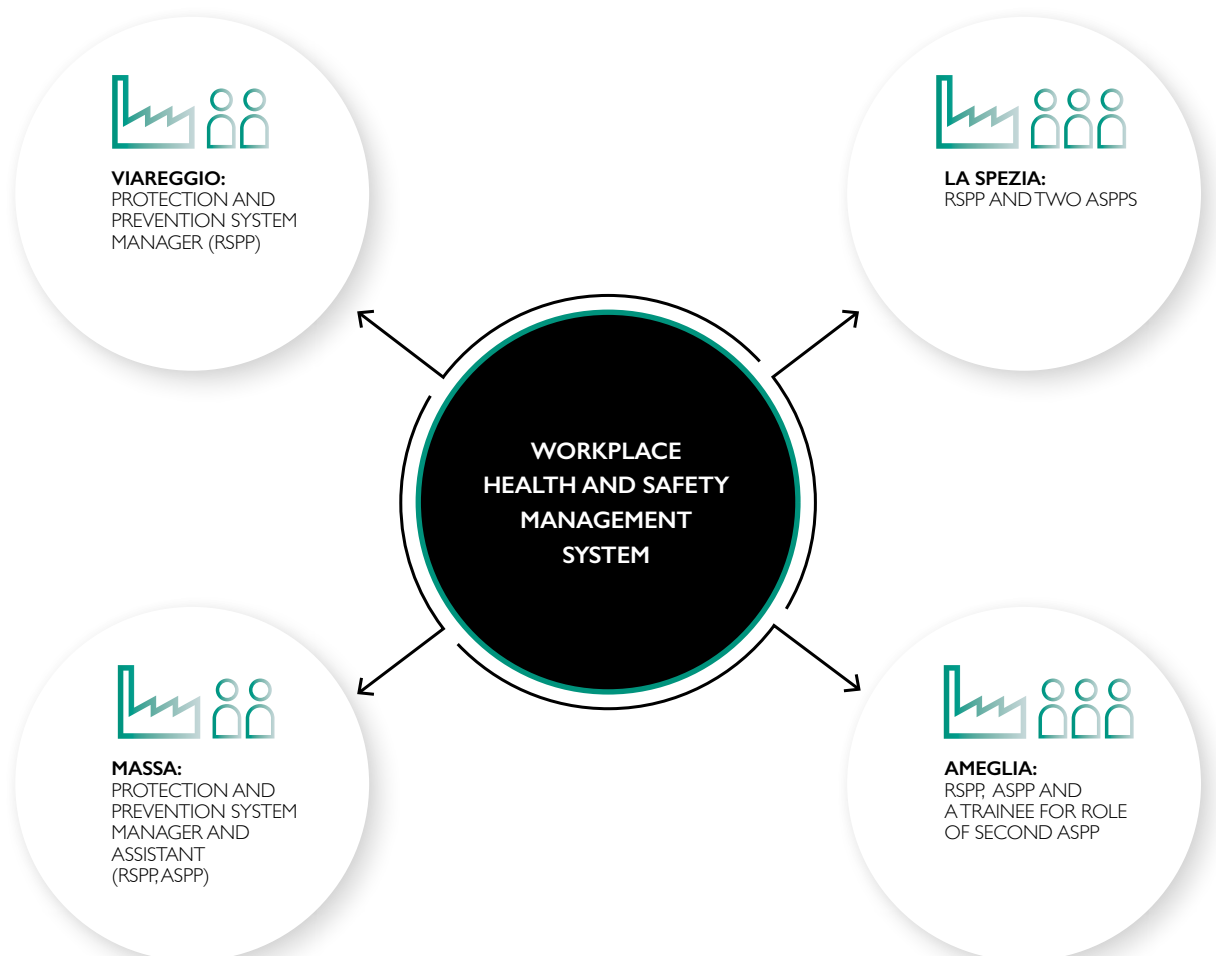 VIAREGGIO:
PROTECTION AND
PREVENTION SYSTEM
MANAGER (RSPP)
LA SPEZIA:
RSPP AND TWO ASPPS
WORKPLACE
HEALTH AND SAFETY
MANAGEMENT
SYSTEM
MASSA:
PROTECTION AND
PREVENTION SYSTEM
MANAGER AND
ASSISTANT
(RSPP, ASPP)
AMEGLIA:
RSPP, ASPP AND
A TRAINEE FOR ROLE
OF SECOND ASPP